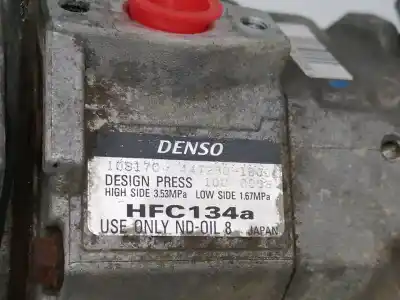 DENSO
DESIGN PRESS
HIGH SIDE 3.53MPa LOW SIDE 1.67MPa
HFC134a
USE ONLY ND-OIL 8 JAPAN